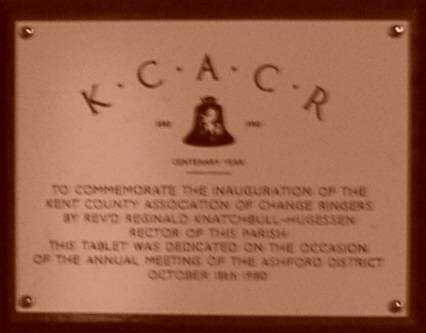 K · C · A · C · R
CENTENARY YEAR
TO COMMEMORATE THE INAUGURATION OF THE
KENT COUNTY ASSOCIATION OF CHANGE RINGERS
BY REV'D REGINALD KNATCHBULL-HUGESSEN
RECTOR OF THIS PARISH
THIS TABLET WAS DEDICATED ON THE OCCASION
OF THE ANNUAL MEETING OF THE ASHFORD DISTRICT
OCTOBER 18th 1980